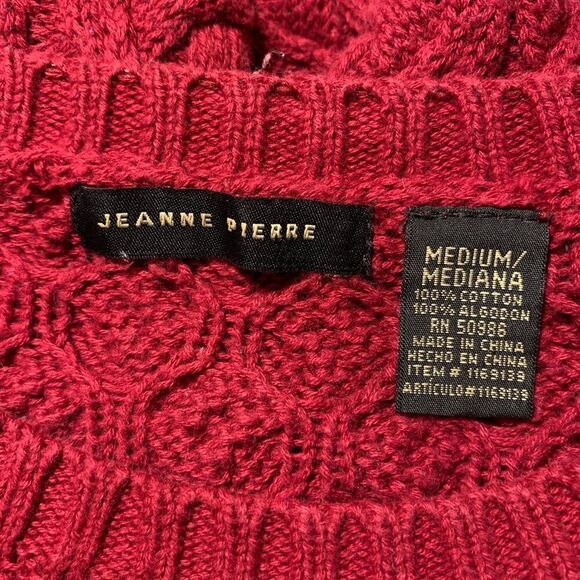 JEANNE PIERRE
MEDIUM/
MEDIANA
100% COTTON
100% ALGODON
RN 50986
MADE IN CHINA
HECHO EN CHINA
ITEM # 1169139
ARTÍCULO#1169139